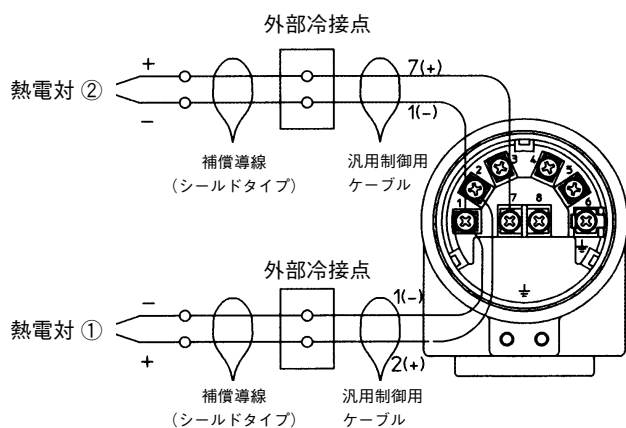 外部冷接点
+
7(+)
熱電対 ②
−
1(−)
補償導線
（シールドタイプ）
汎用制御用
ケーブル
1
2
3
4
5
6
7
8
外部冷接点
−
1(−)
熱電対 ①
+
2(+)
補償導線
（シールドタイプ）
汎用制御用
ケーブル